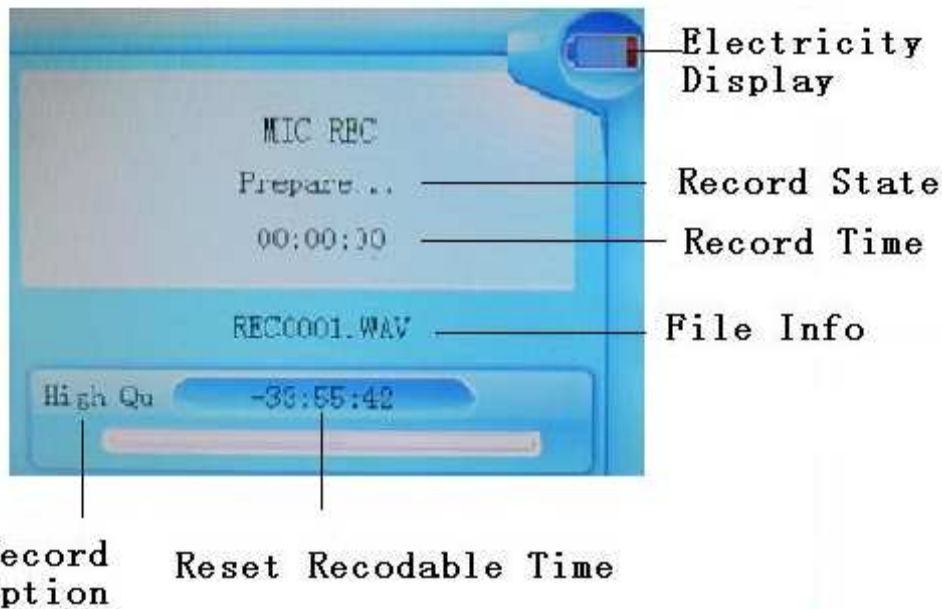 Electricity
Display
MIC REC
Prepare...
Record State
00:00:00
Record Time
REC0001.WAV
File Info
High Qu
-33:55:42
ecord
ption
Reset Recodable Time